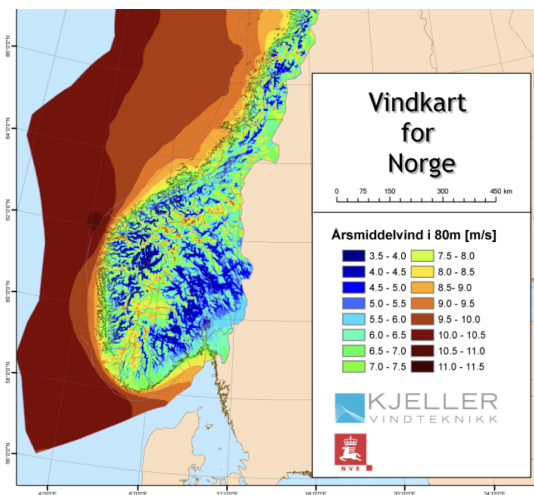 Vindkart
for
Norge
0 75 150 300 450 km
Årsmiddelvind i 80m [m/s]
3.5 - 4.0 7.5 - 8.0
4.0 - 4.5 8.0 - 8.5
4.5 - 5.0 8.5- 9.0
5.0 - 5.5 9.0 - 9.5
5.5 - 6.0 9.5 - 10.0
6.0 - 6.5 10.0 - 10.5
6.5 - 7.0 10.5 - 11.0
7.0 - 7.5 11.0 - 11.5
KJELLER
VINDTEKNIKK
NVE